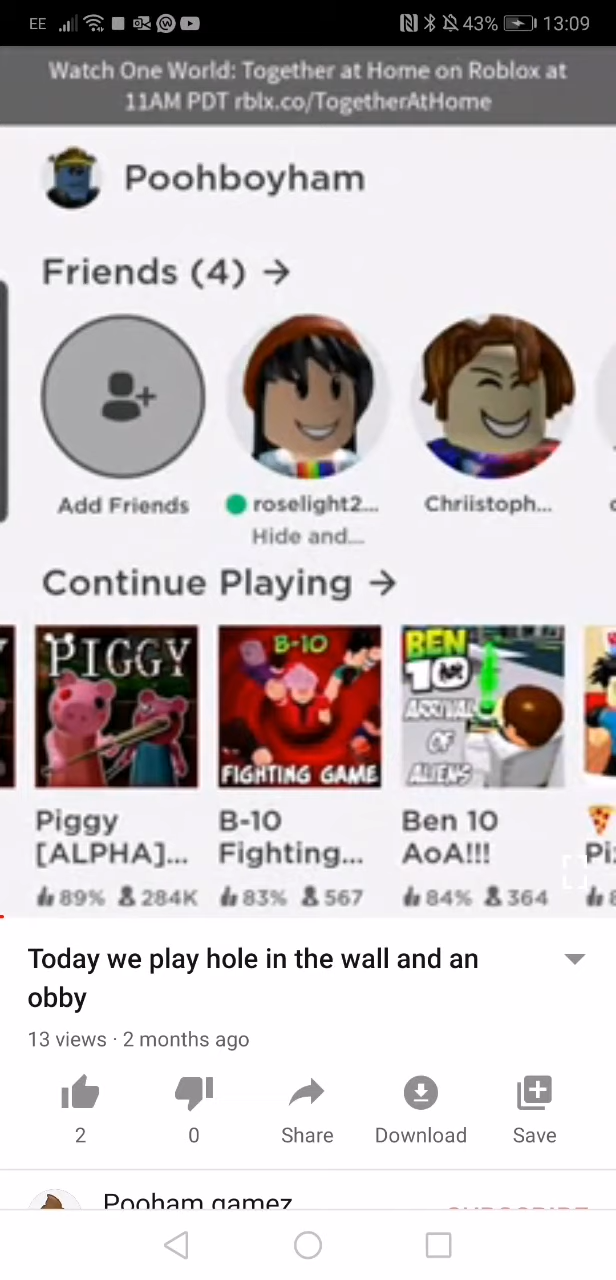 EE 43% 13:09
Watch One World: Together at Home on Roblox at
11AM PDT rblx.co/TogetherAtHome
Poohboyham
Friends (4) →
Add Friends
roselight2...
Chriistoph...
Hide and...
Continue Playing →
PIGGY
B-10
FIGHTING GAME
BEN
10
ARRIVAL
OF
ALIENS
Piggy
[ALPHA]...
B-10
Fighting...
Ben 10
AoA!!!
89% 284K
83% 567
84% 364
Today we play hole in the wall and an
obby
13 views · 2 months ago
2
0
Share
Download
Save
Pooham gamez